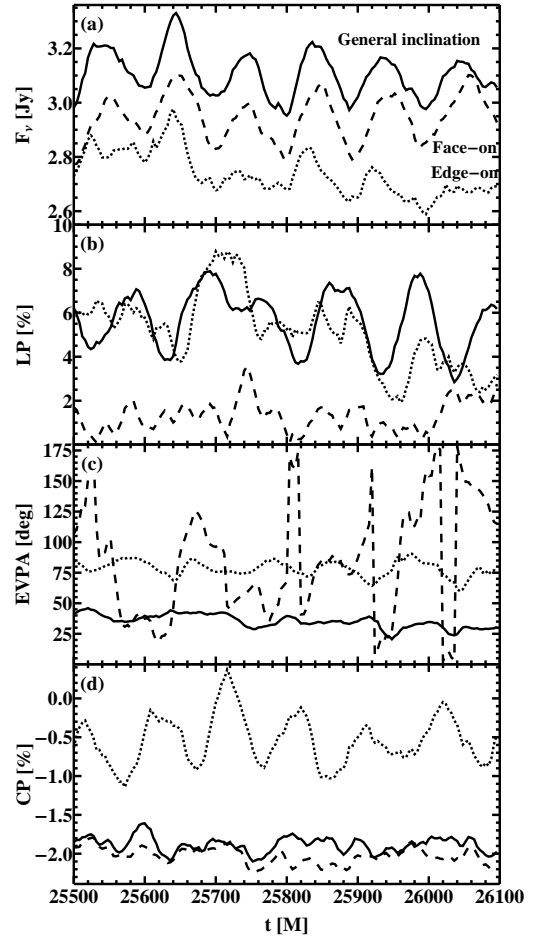 (a)
General inclination
3.2
3.0
2.8
2.6
Fν [Jy]
Face−on
Edge−on
(b)
10
8
6
4
2
LP [%]
(c)
175
150
125
100
75
50
25
EVPA [deg]
(d)
0.0
−0.5
−1.0
−1.5
−2.0
CP [%]
25500 25600 25700 25800 25900 26000 26100
t [M]